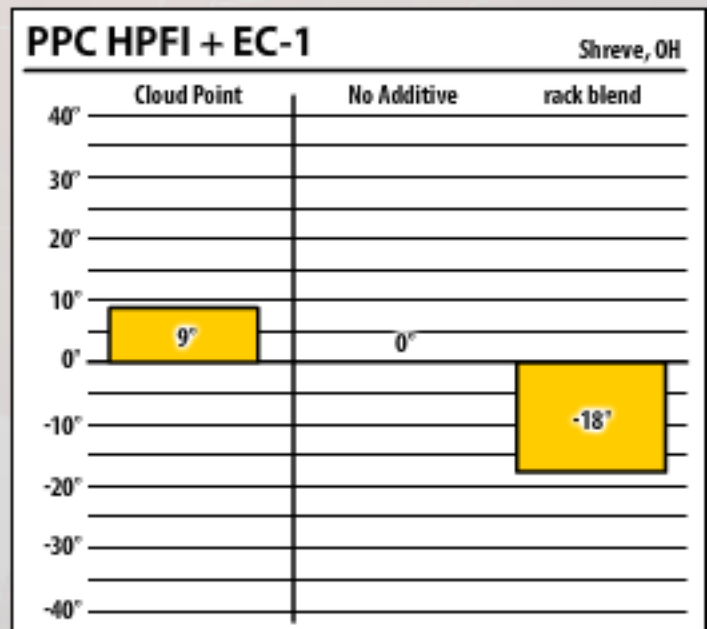 PPC HPFI + EC-1
Shreve, OH
Cloud Point
No Additive
rack blend
40°
30°
20°
10°
0°
-10°
-20°
-30°
-40°
9°
0°
-18°